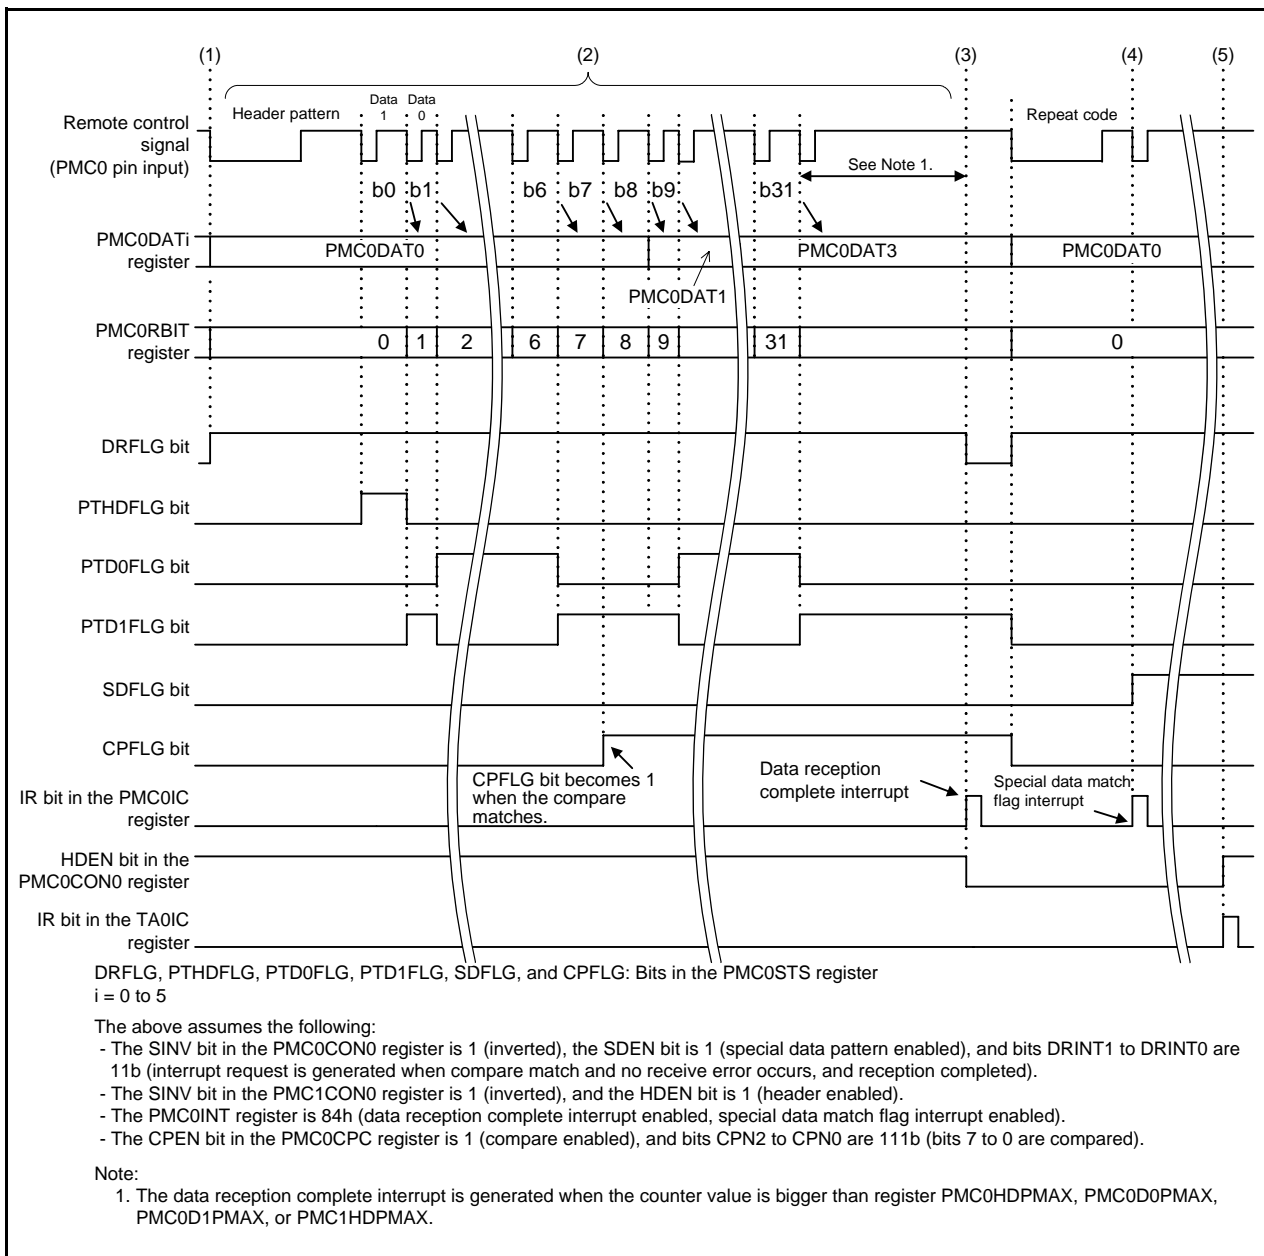 (1) (2) (3) (4) (5)
Header pattern
Data
1
Data
0
Repeat code
Remote control
signal
(PMC0 pin input)
See Note 1.
b0 b1 b6 b7 b8 b9 b31
PMC0DATi
register
PMC0DAT0 PMC0DAT3 PMC0DAT0
PMC0DAT1
PMC0RBIT
register
0 1 2 6 7 8 9 31 0
DRFLG bit
PTHDFLG bit
PTD0FLG bit
PTD1FLG bit
SDFLG bit
CPFLG bit
CPFLG bit becomes 1
when the compare
matches.
Data reception
complete interrupt
Special data match
flag interrupt
IR bit in the PMC0IC
register
HDEN bit in the
PMC0CON0 register
IR bit in the TA0IC
register
DRFLG, PTHDFLG, PTD0FLG, PTD1FLG, SDFLG, and CPFLG: Bits in the PMC0STS register
i = 0 to 5
The above assumes the following:
- The SINV bit in the PMC0CON0 register is 1 (inverted), the SDEN bit is 1 (special data pattern enabled), and bits DRINT1 to DRINT0 are
11b (interrupt request is generated when compare match and no receive error occurs, and reception completed).
- The SINV bit in the PMC1CON0 register is 1 (inverted), and the HDEN bit is 1 (header enabled).
- The PMC0INT register is 84h (data reception complete interrupt enabled, special data match flag interrupt enabled).
- The CPEN bit in the PMC0CPC register is 1 (compare enabled), and bits CPN2 to CPN0 are 111b (bits 7 to 0 are compared).
Note:
1. The data reception complete interrupt is generated when the counter value is bigger than register PMC0HDPMAX, PMC0D0PMAX,
PMC0D1PMAX, or PMC1HDPMAX.